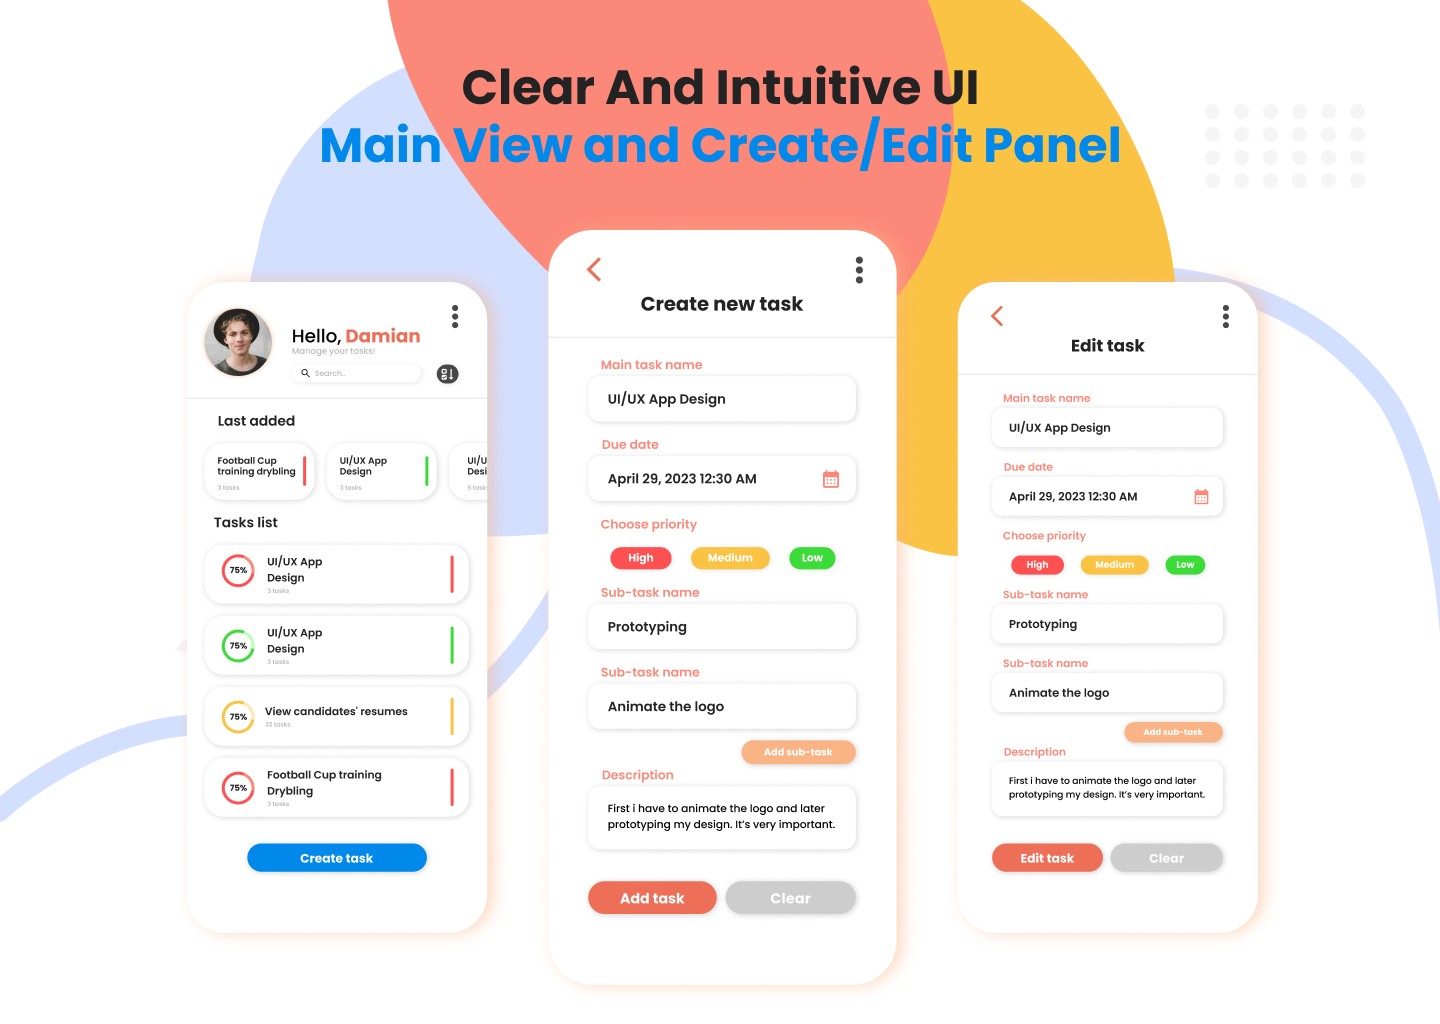 Clear And Intuitive UI
Main View and Create/Edit Panel
Hello, Damian
Manage your tasks!
Search..
Last added
Football Cup
training drybling
3 tasks
UI/UX App
Design
3 tasks
UI/U
Desi
5 task
Tasks list
75%
UI/UX App
Design
3 tasks
75%
UI/UX App
Design
3 tasks
75%
View candidates' resumes
32 tasks
75%
Football Cup training
Drybling
3 tasks
Create task
Create new task
Main task name
UI/UX App Design
Due date
April 29, 2023 12:30 AM
Choose priority
High Medium Low
Sub-task name
Prototyping
Sub-task name
Animate the logo
Add sub-task
Description
First i have to animate the logo and later
prototyping my design. It's very important.
Add task Clear
Edit task
Main task name
UI/UX App Design
Due date
April 29, 2023 12:30 AM
Choose priority
High Medium Low
Sub-task name
Prototyping
Sub-task name
Animate the logo
Add sub-task
Description
First i have to animate the logo and later
prototyping my design. It's very important.
Edit task Clear